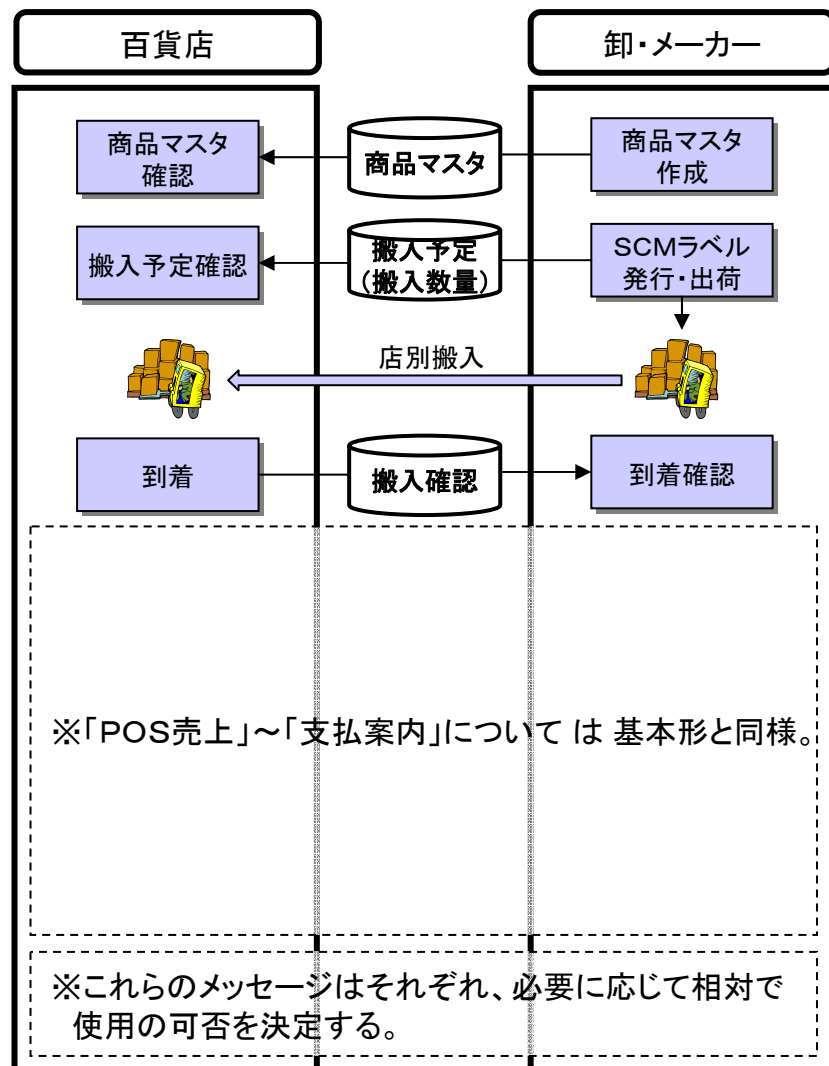 百貨店
卸・メーカー
商品マスタ
確認
商品マスタ
商品マスタ
作成
搬入予定確認
搬入予定
(搬入数量)
SCMラベル
発行・出荷
店別搬入
到着
搬入確認
到着確認
※「POS売上」～「支払案内」については 基本形と同様。
※これらのメッセージはそれぞれ、必要に応じて相対で
使用の可否を決定する。